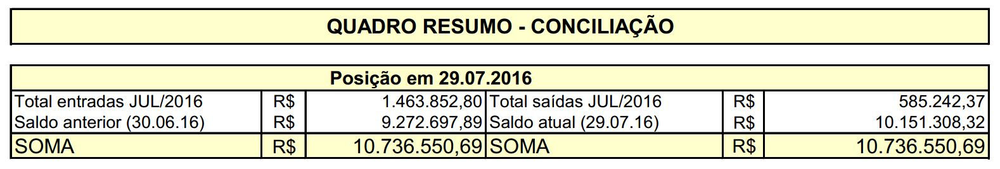 QUADRO RESUMO - CONCILIAÇÃO
Posição em 29.07.2016
Total entradas JUL/2016 R$ 1.463.852,80 Total saídas JUL/2016 R$ 585.242,37
Saldo anterior (30.06.16) R$ 9.272.697,89 Saldo atual (29.07.16) R$ 10.151.308,32
SOMA R$ 10.736.550,69 SOMA R$ 10.736.550,69